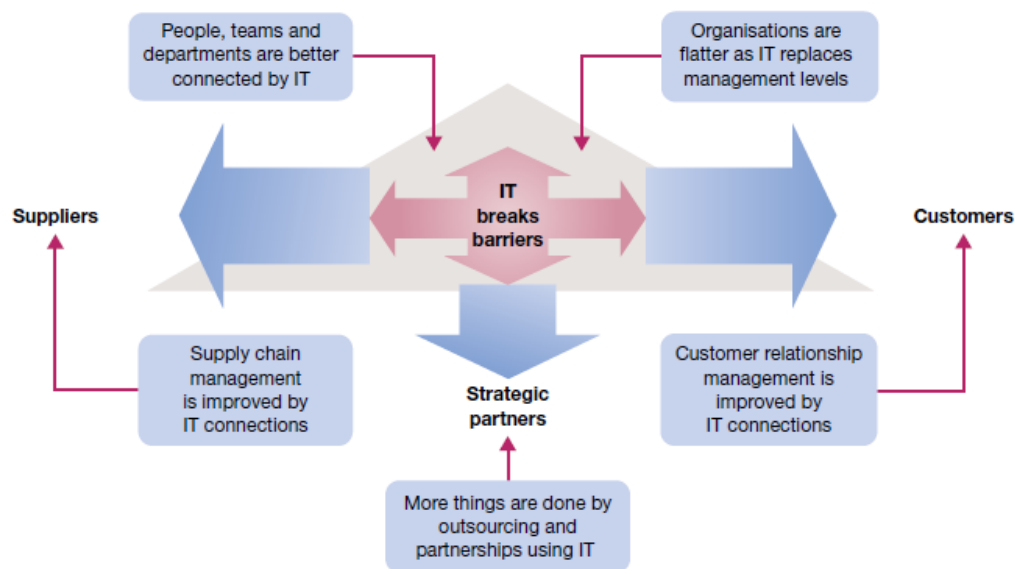 People, teams and
departments are better
connected by IT
Organisations are
flatter as IT replaces
management levels
IT
breaks
barriers
Suppliers
Customers
Supply chain
management
is improved by
IT connections
Customer relationship
management is
improved by
IT connections
Strategic
partners
More things are done by
outsourcing and
partnerships using IT